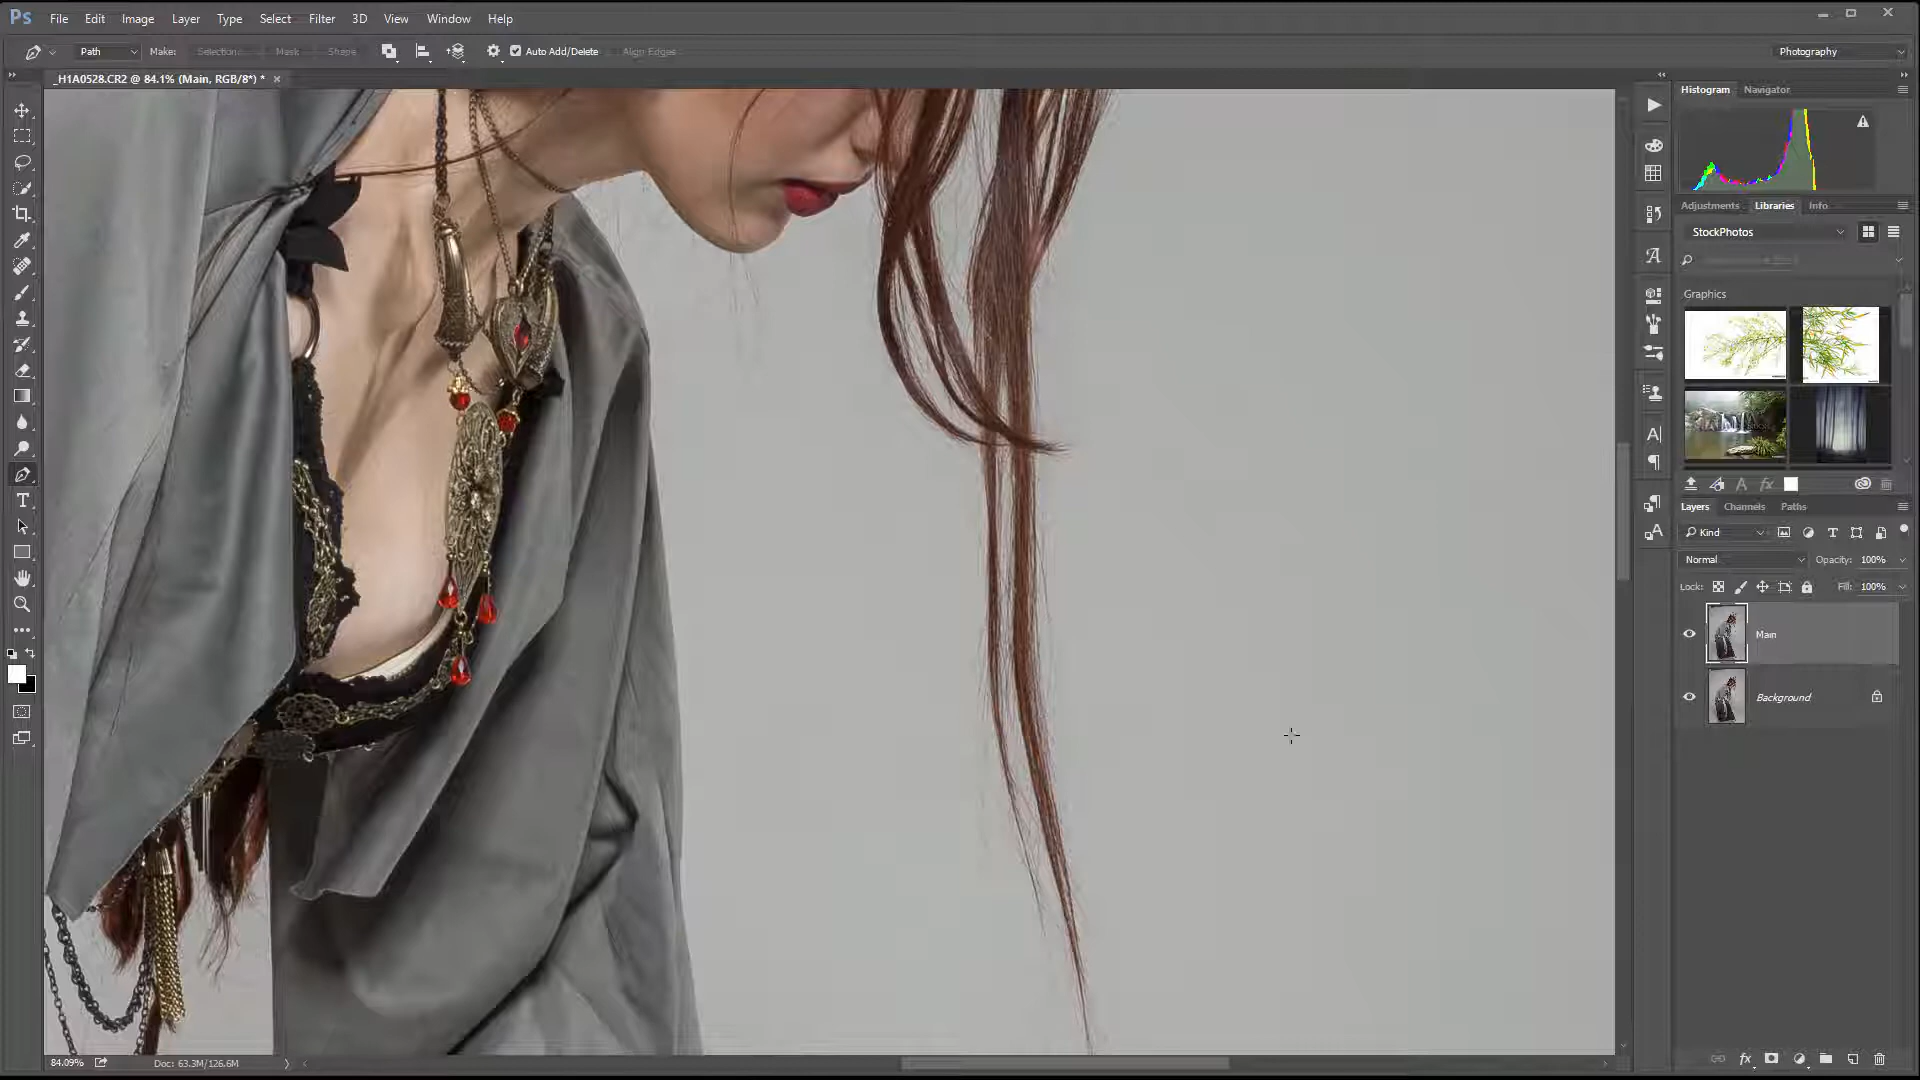 Ps File Edit Image Layer Type Select Filter 3D View Window Help
Path Make: Selection... Mask Shape Auto Add/Delete Align Edges Photography
_H1A0528.CR2 @ 84.1% (Main, RGB/8*) *
Histogram Navigator
Adjustments Libraries Info
StockPhotos
Graphics
Layers Channels Paths
Kind
Normal Opacity: 100%
Lock: Fill: 100%
Main
Background
84.09% Doc: 63.3M/126.6M